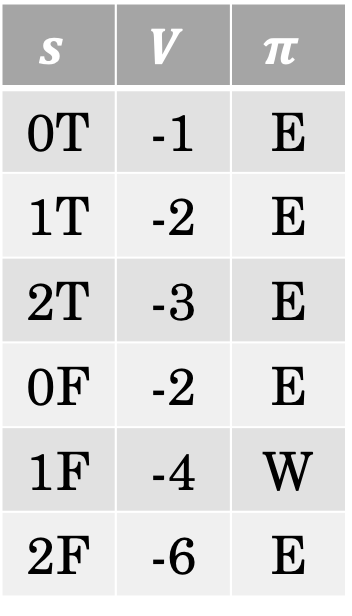 s V π
0T -1 E
1T -2 E
2T -3 E
0F -2 E
1F -4 W
2F -6 E